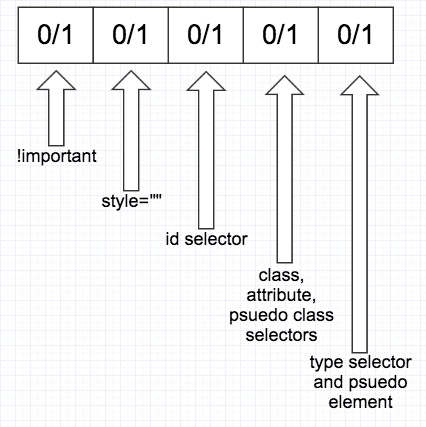 0/1 0/1 0/1 0/1 0/1
!important
style=""
id selector
class,
attribute,
psuedo class
selectors
type selector
and psuedo
element